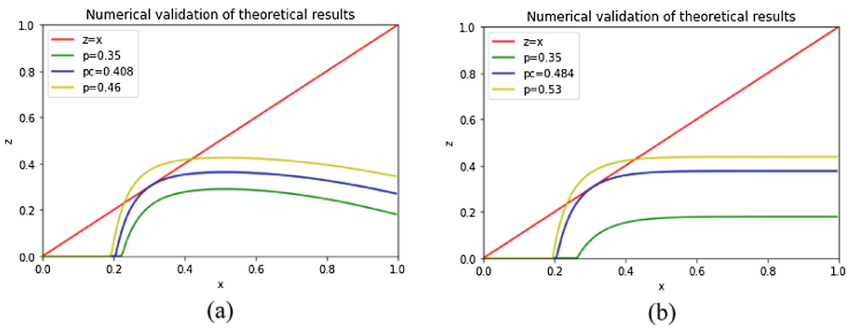 Numerical validation of theoretical results
z=x
p=0.35
pc=0.408
p=0.46
1.0
0.8
0.6
0.4
0.2
0.0
z
0.0 0.2 0.4 0.6 0.8 1.0
x
(a)
Numerical validation of theoretical results
z=x
p=0.35
pc=0.484
p=0.53
1.0
0.8
0.6
0.4
0.2
0.0
z
0.0 0.2 0.4 0.6 0.8 1.0
x
(b)